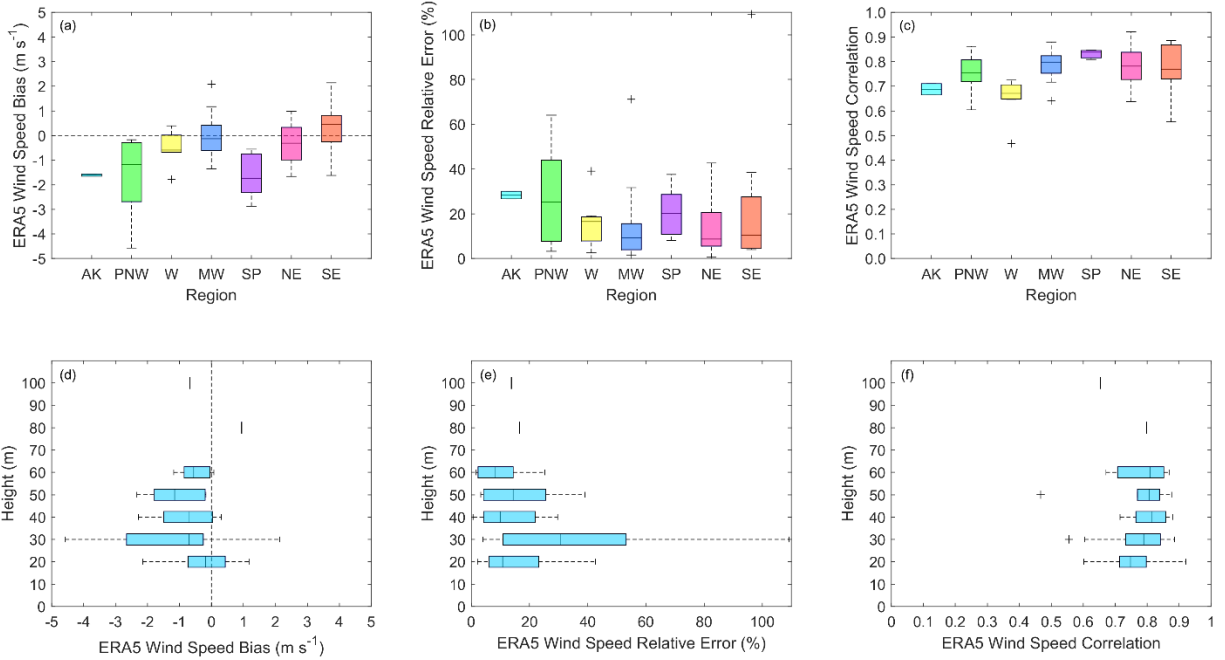 (a)
ERA5 Wind Speed Bias (m s⁻¹)
5
4
3
2
1
0
-1
-2
-3
-4
-5
AK PNW W MW SP NE SE
Region
(b)
ERA5 Wind Speed Relative Error (%)
100
80
60
40
20
0
AK PNW W MW SP NE SE
Region
(c)
ERA5 Wind Speed Correlation
1.0
0.9
0.8
0.7
0.6
0.5
0.4
0.3
0.2
0.1
0.0
AK PNW W MW SP NE SE
Region
(d)
Height (m)
100
90
80
70
60
50
40
30
20
10
0
-5 -4 -3 -2 -1 0 1 2 3 4 5
ERA5 Wind Speed Bias (m s⁻¹)
(e)
Height (m)
100
90
80
70
60
50
40
30
20
10
0
0 20 40 60 80 100
ERA5 Wind Speed Relative Error (%)
(f)
Height (m)
100
90
80
70
60
50
40
30
20
10
0
0 0.1 0.2 0.3 0.4 0.5 0.6 0.7 0.8 0.9 1
ERA5 Wind Speed Correlation